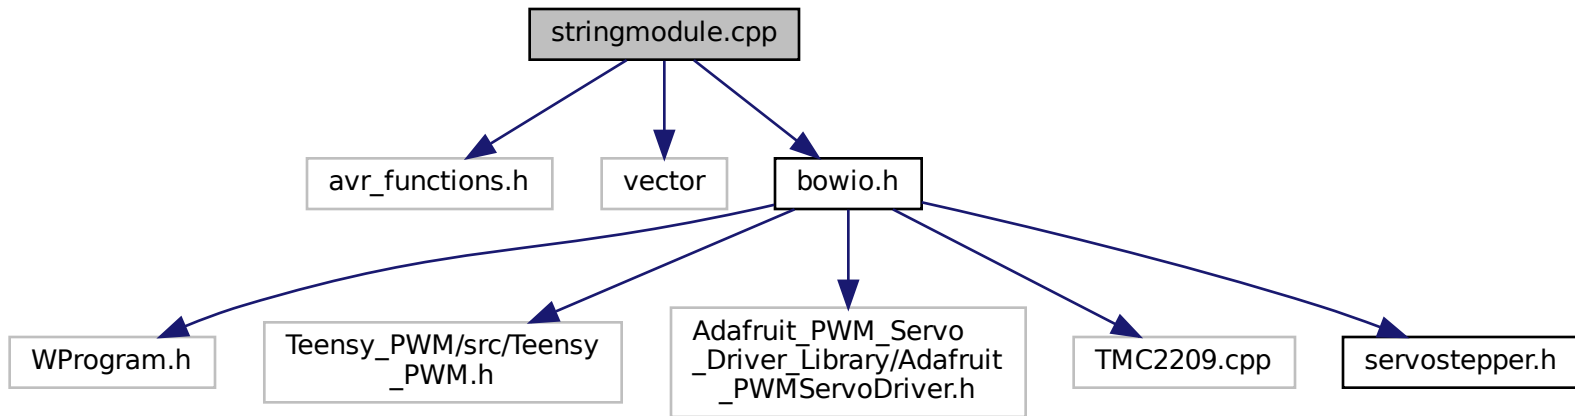 stringmodule.cpp
avr_functions.h
vector
bowio.h
WProgram.h
Teensy_PWM/src/Teensy
_PWM.h
Adafruit_PWM_Servo
_Driver_Library/Adafruit
_PWMServoDriver.h
TMC2209.cpp
servostepper.h